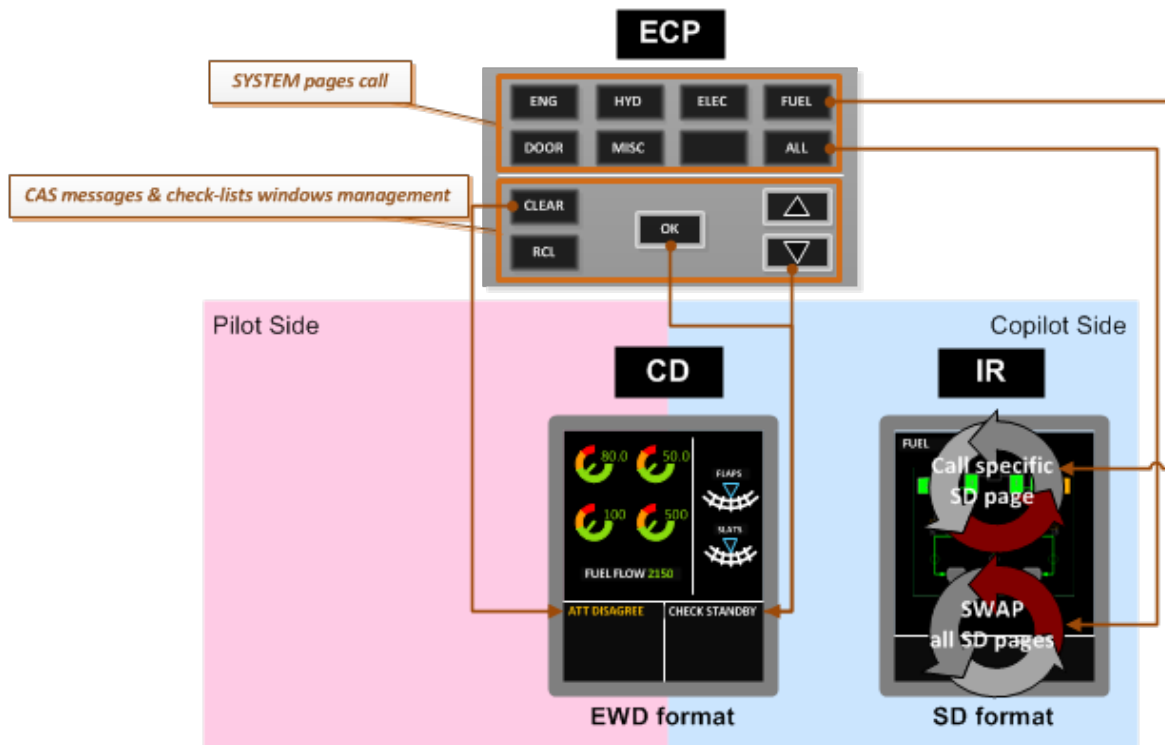 ECP
SYSTEM pages call
ENG HYD ELEC FUEL
DOOR MISC ALL
CAS messages & check-lists windows management
CLEAR
OK
RCL
Pilot Side
Copilot Side
CD
IR
80.0 50.0
FLAPS
100 500
SLATS
FUEL FLOW 2150
ATT DISAGREE
CHECK STANDBY
FUEL
Call specific
SD page
SWAP
all SD pages
EWD format
SD format